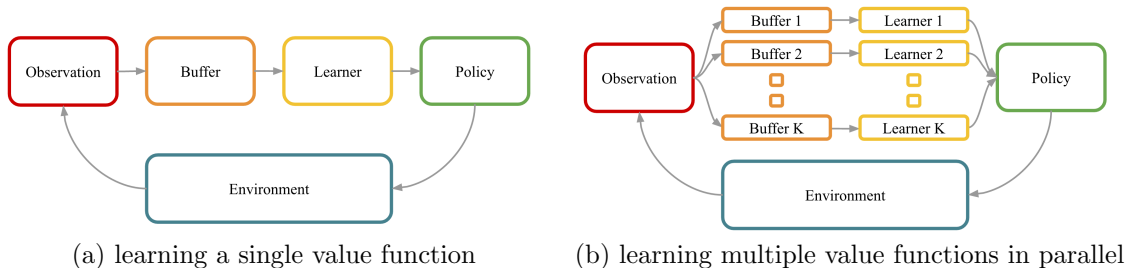 Observation
Buffer
Learner
Policy
Environment
(a) learning a single value function
Observation
Buffer 1
Learner 1
Buffer 2
Learner 2
Buffer K
Learner K
Policy
Environment
(b) learning multiple value functions in parallel